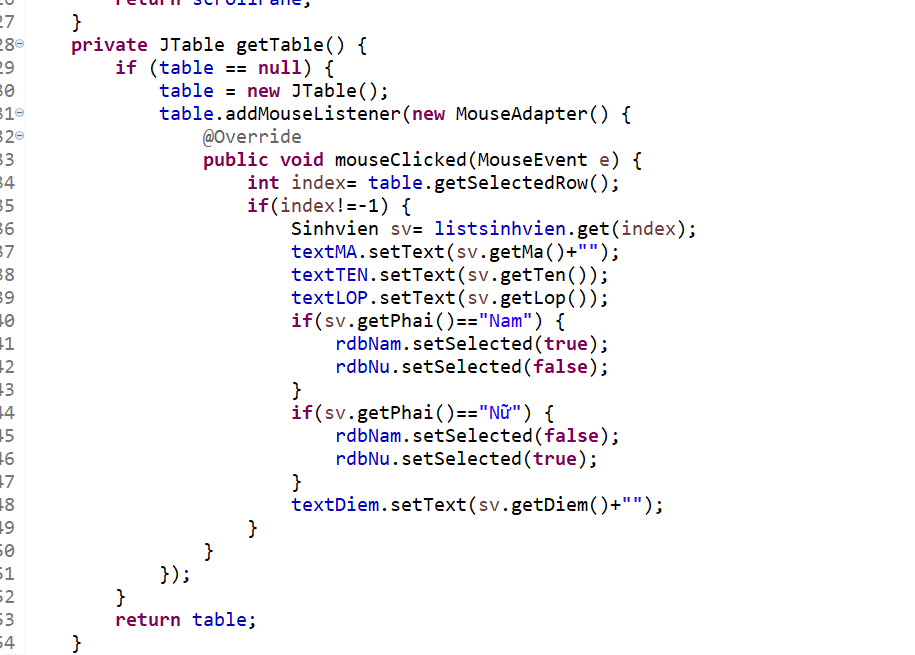 return scrollPane;
27 }
28 private JTable getTable() {
29 if (table == null) {
30 table = new JTable();
31 table.addMouseListener(new MouseAdapter() {
32 @Override
33 public void mouseClicked(MouseEvent e) {
34 int index= table.getSelectedRow();
35 if(index!=-1) {
36 Sinhvien sv= listsinhvien.get(index);
37 textMA.setText(sv.getMa()+"");
38 textTEN.setText(sv.getTen());
39 textLOP.setText(sv.getLop());
40 if(sv.getPhai()=="Nam") {
41 rdbNam.setSelected(true);
42 rdbNu.setSelected(false);
43 }
44 if(sv.getPhai()=="Nữ") {
45 rdbNam.setSelected(false);
46 rdbNu.setSelected(true);
47 }
48 textDiem.setText(sv.getDiem()+"");
49 }
50 }
51 });
52 }
53 return table;
54 }